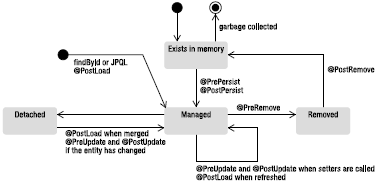 garbage collected
Exists in memory
findById or JPQL
@PostLoad
@PrePersist
@PostPersist
@PostRemove
Detached
Managed
@PreRemove
Removed
@PostLoad when merged
@PreUpdate and @PostUpdate
if the entity has changed
@PreUpdate and @PostUpdate when setters are called
@PostLoad when refreshed